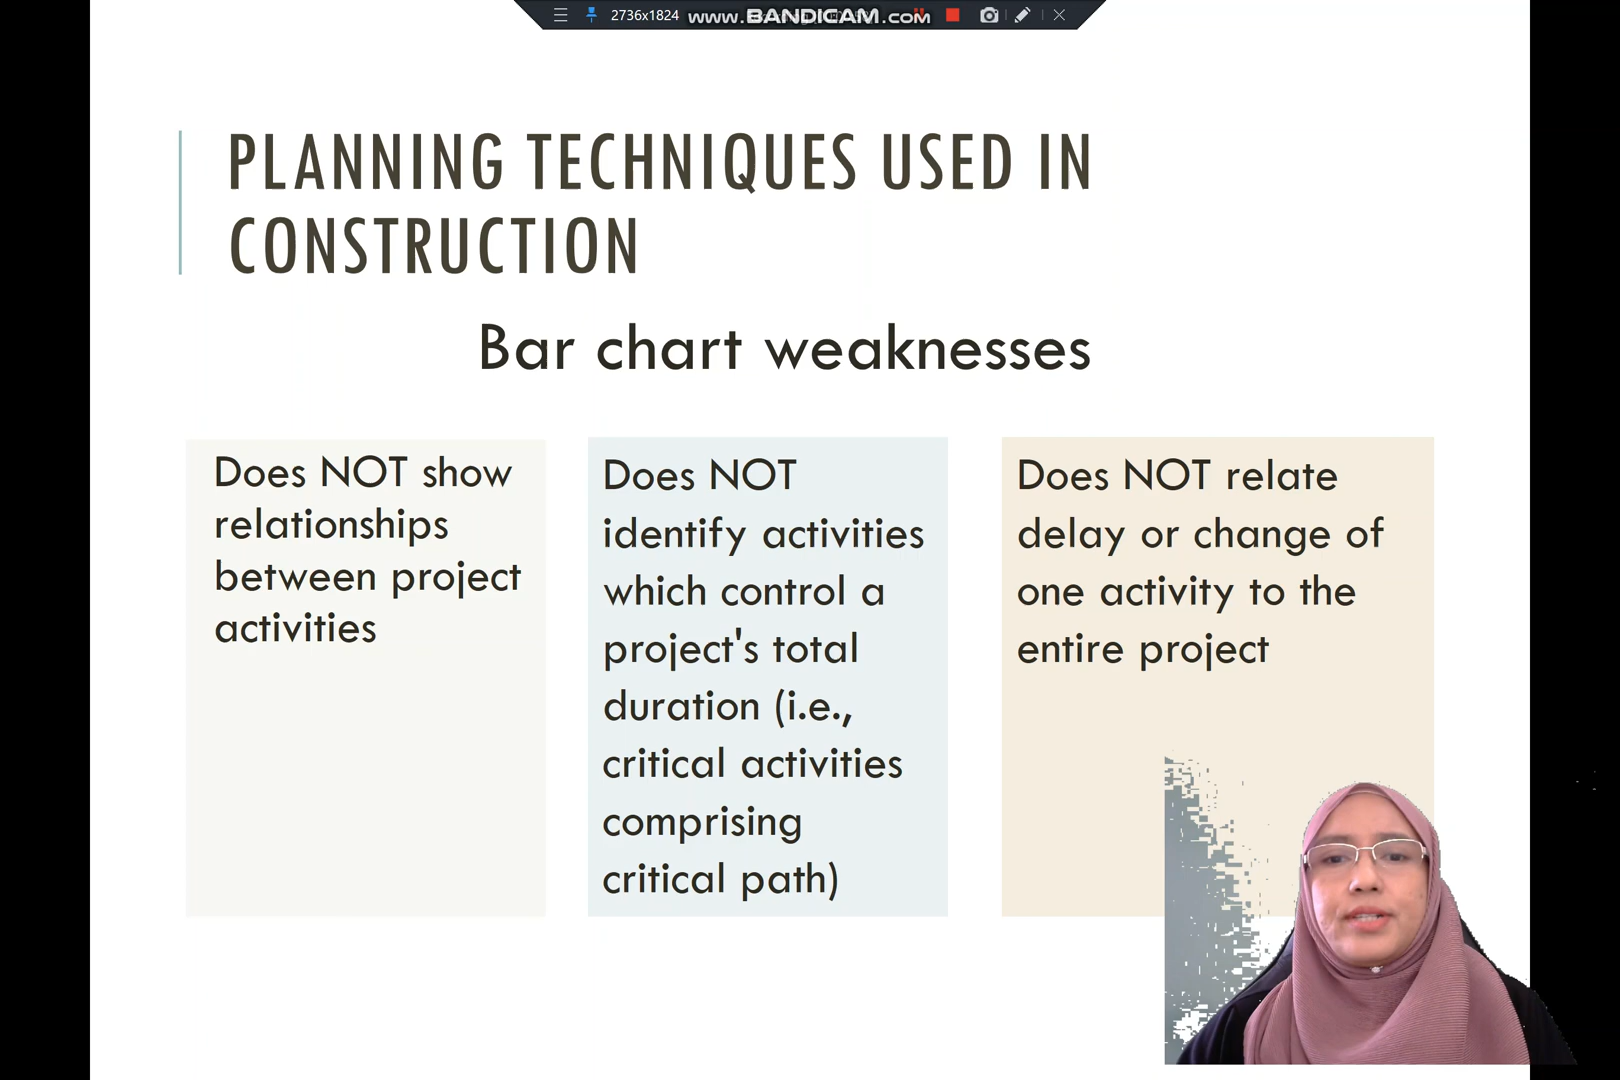 2736x1824 www.BANDICAM.com
PLANNING TECHNIQUES USED IN
CONSTRUCTION
Bar chart weaknesses
Does NOT show
relationships
between project
activities
Does NOT
identify activities
which control a
project's total
duration (i.e.,
critical activities
comprising
critical path)
Does NOT relate
delay or change of
one activity to the
entire project